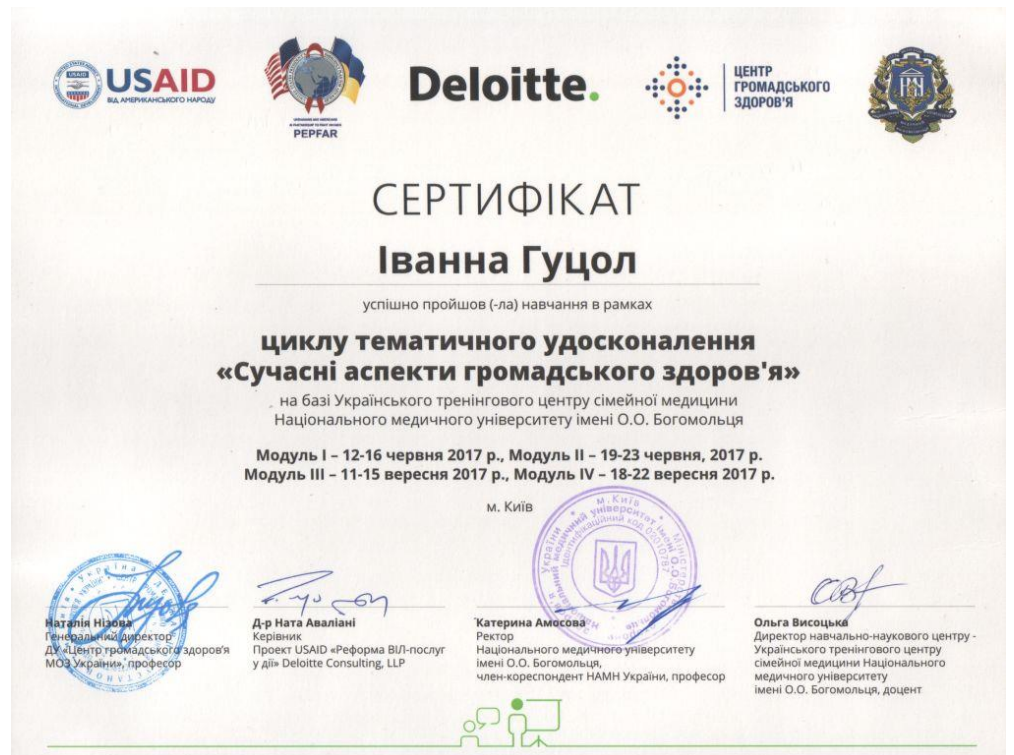 USAID
ВІД АМЕРИКАНСЬКОГО НАРОДУ
PEPFAR
Deloitte.
ЦЕНТР
ГРОМАДСЬКОГО
ЗДОРОВ'Я
СЕРТИФІКАТ
Іванна Гуцол
успішно пройшов (-ла) навчання в рамках
циклу тематичного удосконалення
«Сучасні аспекти громадського здоров'я»
на базі Українського тренінгового центру сімейної медицини
Національного медичного університету імені О.О. Богомольця
Модуль І – 12-16 червня 2017 р., Модуль ІІ – 19-23 червня, 2017 р.
Модуль ІІІ – 11-15 вересня 2017 р., Модуль IV – 18-22 вересня 2017 р.
м. Київ
Наталія Нізова
Генеральний директор
ДУ «Центр громадського здоров'я
МОЗ України», професор
Д-р Ната Аваліані
Керівник
Проект USAID «Реформа ВІЛ-послуг
у дії» Deloitte Consulting, LLP
Катерина Амосова
Ректор
Національного медичного університету
імені О.О. Богомольця,
член-кореспондент НАМН України, професор
Ольга Висоцька
Директор навчально-наукового центру -
Українського тренінгового центру
сімейної медицини Національного
медичного університету
імені О.О. Богомольця, доцент